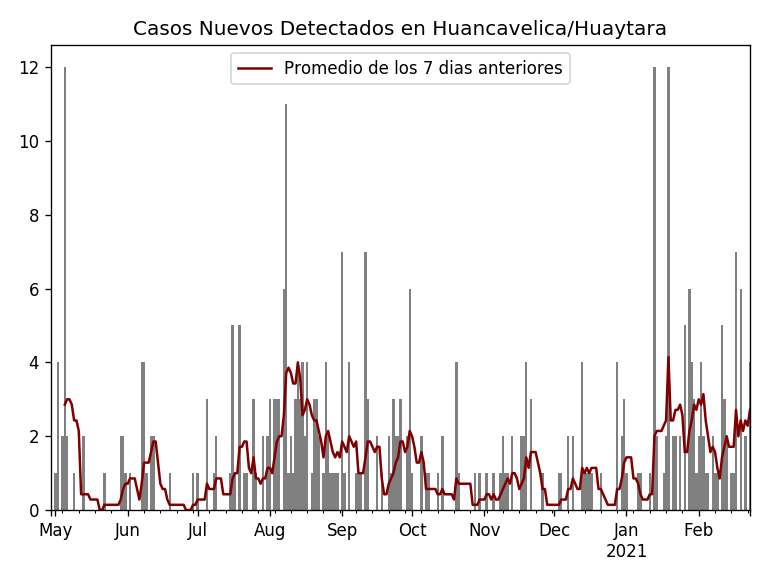 Casos Nuevos Detectados en Huancavelica/Huaytara
Promedio de los 7 dias anteriores
12
10
8
6
4
2
0
May Jun Jul Aug Sep Oct Nov Dec Jan Feb
2021